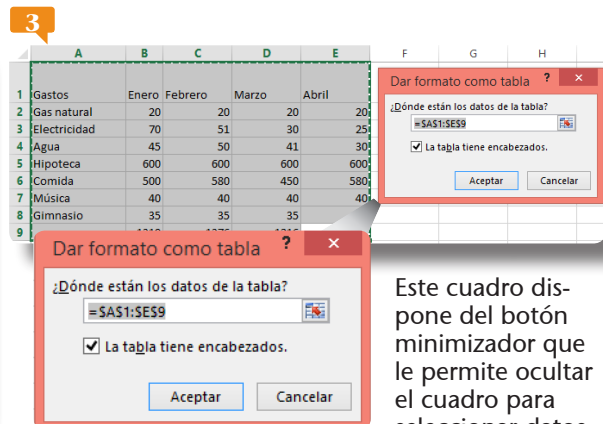 3
A B C D E F G H
1 Gastos Enero Febrero Marzo Abril
2 Gas natural 20 20 20 20
3 Electricidad 70 51 30 25
4 Agua 45 50 41 30
5 Hipoteca 600 600 600 600
6 Comida 500 580 450 580
7 Música 40 40 40 40
8 Gimnasio 35 35 35
9
Dar formato como tabla ? ×
¿Dónde están los datos de la tabla?
=$A$1:$E$9
La tabla tiene encabezados.
Aceptar Cancelar
Dar formato como tabla ? ×
¿Dónde están los datos de la tabla?
=$A$1:$E$9
La tabla tiene encabezados.
Aceptar Cancelar
Este cuadro dis-
pone del botón
minimizador que
le permite ocultar
el cuadro para
seleccionar datos